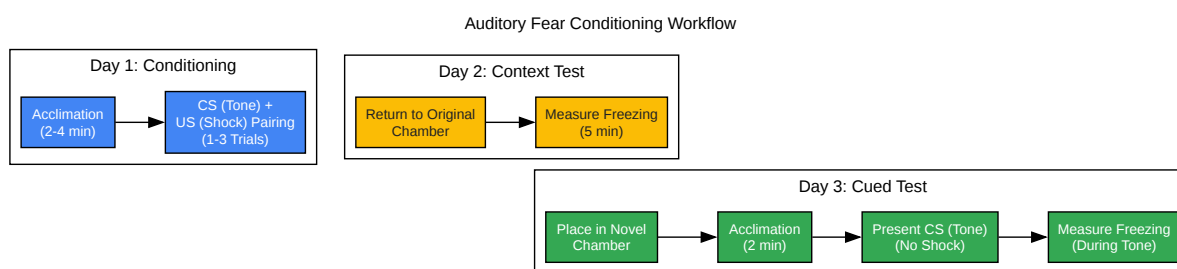 Auditory Fear Conditioning Workflow
Day 1: Conditioning
Acclimation
(2-4 min)
CS (Tone) +
US (Shock) Pairing
(1-3 Trials)
Day 2: Context Test
Return to Original
Chamber
Measure Freezing
(5 min)
Day 3: Cued Test
Place in Novel
Chamber
Acclimation
(2 min)
Present CS (Tone)
(No Shock)
Measure Freezing
(During Tone)